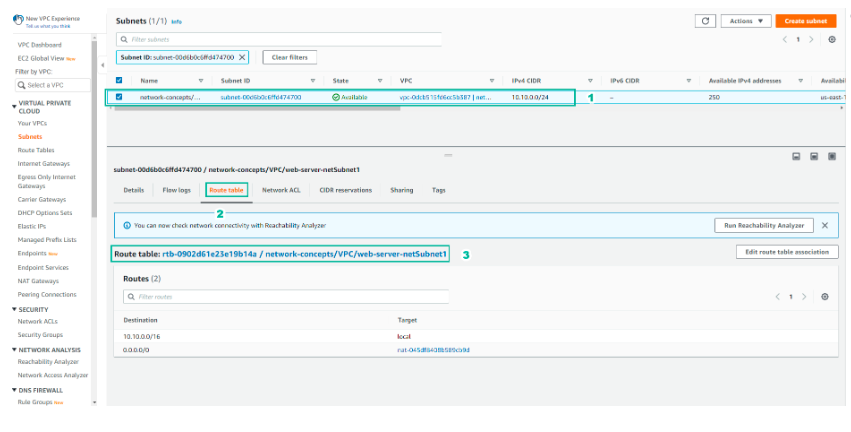 New VPC Experience
Tell us what you think
VPC Dashboard
EC2 Global View New
Filter by VPC:
Select a VPC
VIRTUAL PRIVATE CLOUD
Your VPCs
Subnets
Route Tables
Internet Gateways
Egress Only Internet Gateways
Carrier Gateways
DHCP Options Sets
Elastic IPs
Managed Prefix Lists
Endpoints New
Endpoint Services
NAT Gateways
Peering Connections
SECURITY
Network ACLs
Security Groups
NETWORK ANALYSIS
Reachability Analyzer
Network Access Analyzer
DNS FIREWALL
Rule Groups New
Subnets (1/1) Info
Actions
Create subnet
Filter subnets
1
Subnet ID: subnet-00d6b0c6ffd474700 X
Clear filters
Name Subnet ID State VPC IPv4 CIDR IPv6 CIDR Available IPv4 addresses Availabi
network-concepts/... subnet-00d6b0c6ffd474700 Available | net... 10.10.0.0/24 1 – 250 us-east-1
subnet-00d6b0c6ffd474700 / network-concepts/VPC/web-server-netSubnet1
Details Flow logs Route table Network ACL CIDR reservations Sharing Tags
2
You can now check network connectivity with Reachability Analyzer
Run Reachability Analyzer X
Route table: rtb-0902d61e23e19b14a / network-concepts/VPC/web-server-netSubnet1 3
Edit route table association
Routes (2)
Filter routes
1
Destination Target
10.10.0.0/16 local
0.0.0.0/0